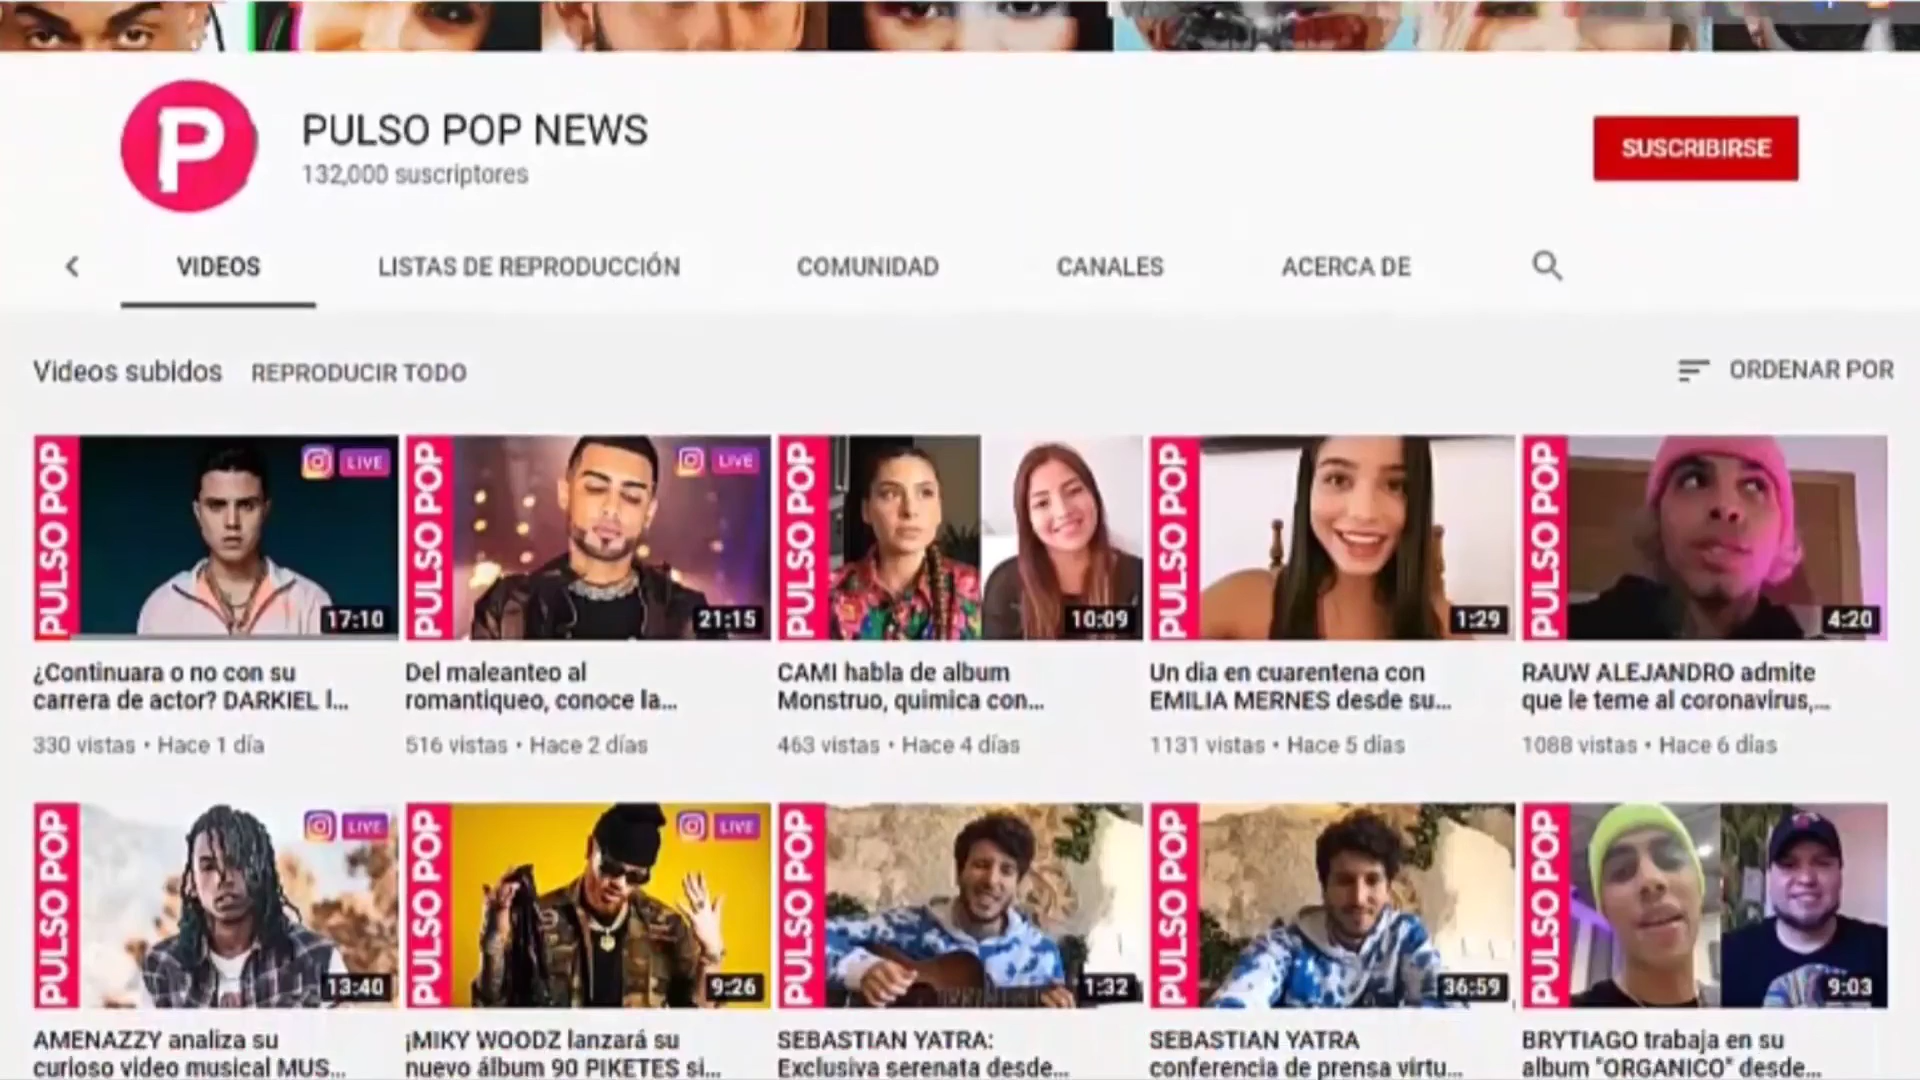 P
PULSO POP NEWS
132,000 suscriptores
SUSCRIBIRSE
VIDEOS
LISTAS DE REPRODUCCIÓN
COMUNIDAD
CANALES
ACERCA DE
Videos subidos
REPRODUCIR TODO
ORDENAR POR
PULSO POP
LIVE
17:10
¿Continuara o no con su
carrera de actor? DARKIEL l...
330 vistas • Hace 1 día
PULSO POP
LIVE
21:15
Del maleanteo al
romantiqueo, conoce la...
516 vistas • Hace 2 días
PULSO POP
10:09
CAMI habla de album
Monstruo, quimica con...
463 vistas • Hace 4 días
PULSO POP
1:29
Un dia en cuarentena con
EMILIA MERNES desde su...
1131 vistas • Hace 5 días
PULSO POP
4:20
RAUW ALEJANDRO admite
que le teme al coronavirus,...
1088 vistas • Hace 6 días
PULSO POP
LIVE
13:40
AMENAZZY analiza su
curioso video musical MUS...
PULSO POP
LIVE
9:26
¡MIKY WOODZ lanzará su
nuevo álbum 90 PIKETES si...
PULSO POP
1:32
SEBASTIAN YATRA:
Exclusiva serenata desde...
PULSO POP
36:59
SEBASTIAN YATRA
conferencia de prensa virtu...
PULSO POP
9:03
BRYTIAGO trabaja en su
album "ORGANICO" desde...